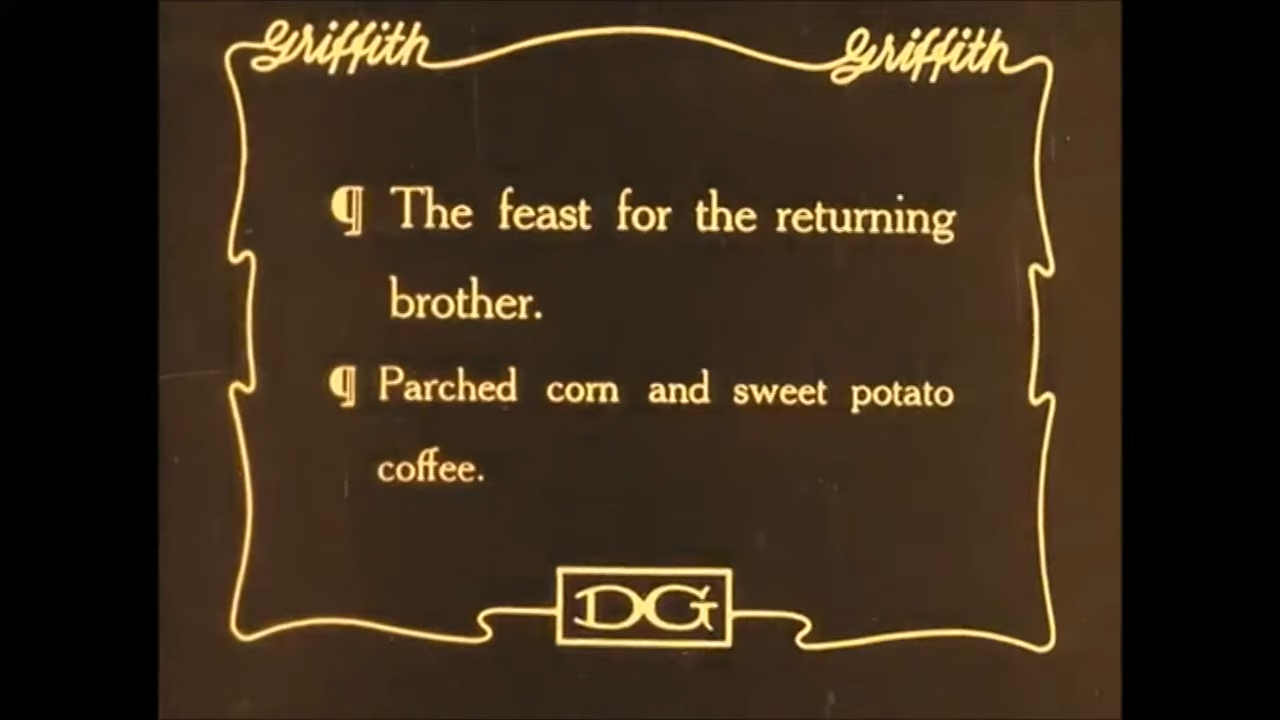 Griffith Griffith
¶ The feast for the returning
brother.
¶ Parched corn and sweet potato
coffee.
DG